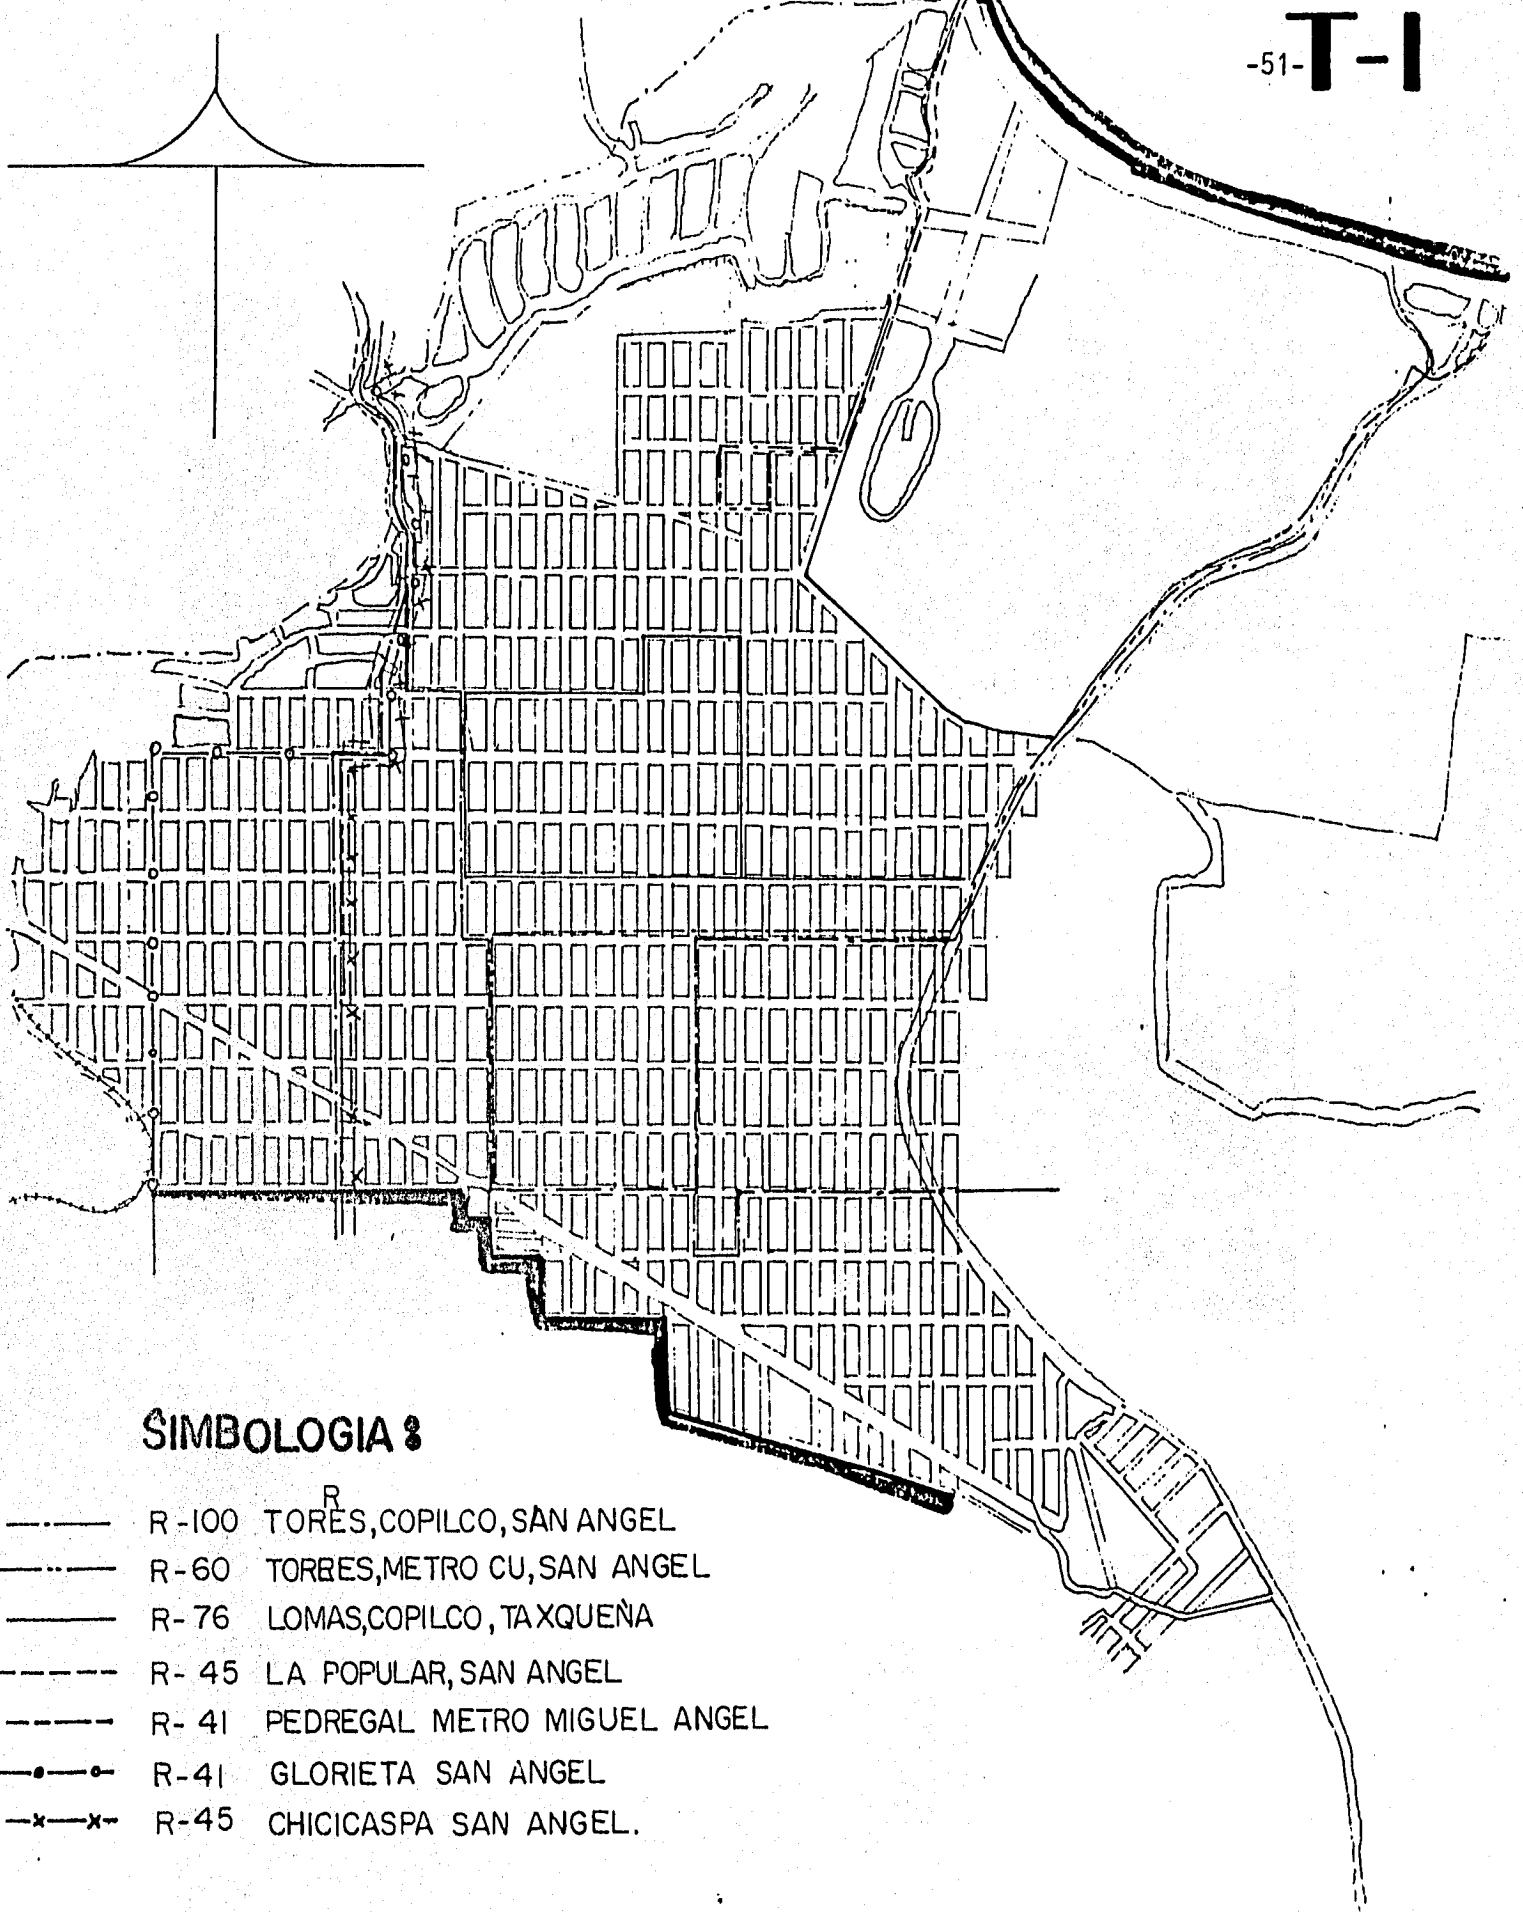 -51- T-I
SIMBOLOGIA:
R
R-100 TORES,COPILCO,SAN ANGEL
R-60 TORRES,METRO CU,SAN ANGEL
R-76 LOMAS,COPILCO,TAXQUEÑA
R-45 LA POPULAR,SAN ANGEL
R-41 PEDREGAL METRO MIGUEL ANGEL
R-41 GLORIETA SAN ANGEL
R-45 CHICICASPA SAN ANGEL.